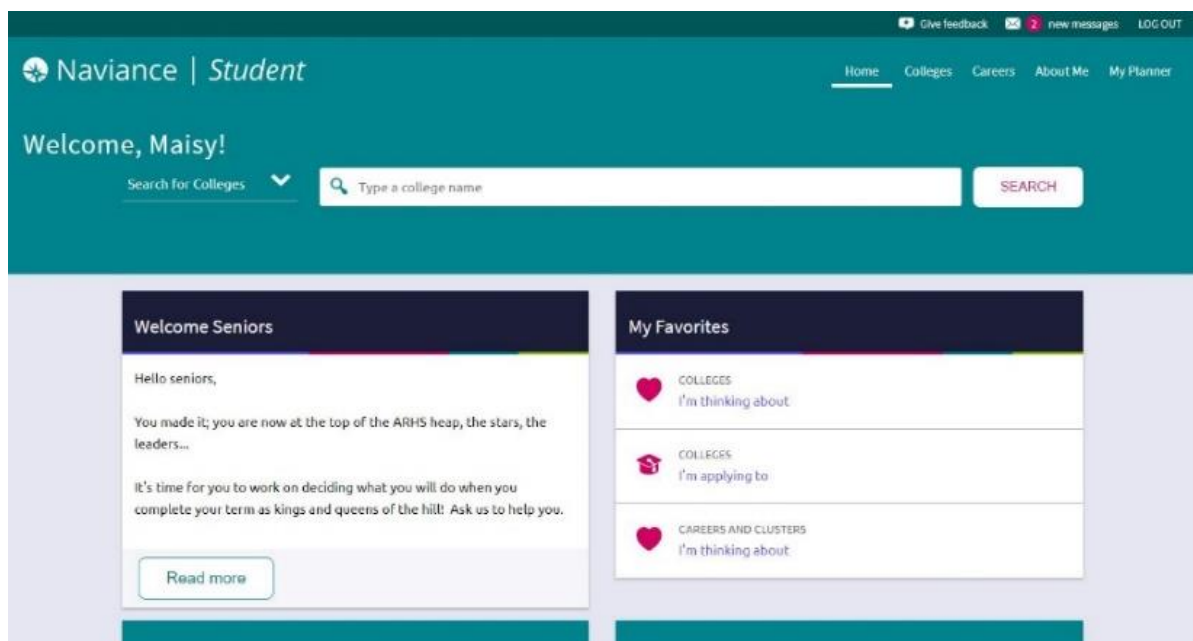 Give feedback 2 new messages LOG OUT
Naviance | Student
Home Colleges Careers About Me My Planner
Welcome, Maisy!
Search for Colleges Type a college name SEARCH
Welcome Seniors
Hello seniors,
You made it; you are now at the top of the ARHS heap, the stars, the
leaders...
It's time for you to work on deciding what you will do when you
complete your term as kings and queens of the hill! Ask us to help you.
Read more
My Favorites
COLLEGES
I'm thinking about
COLLEGES
I'm applying to
CAREERS AND CLUSTERS
I'm thinking about